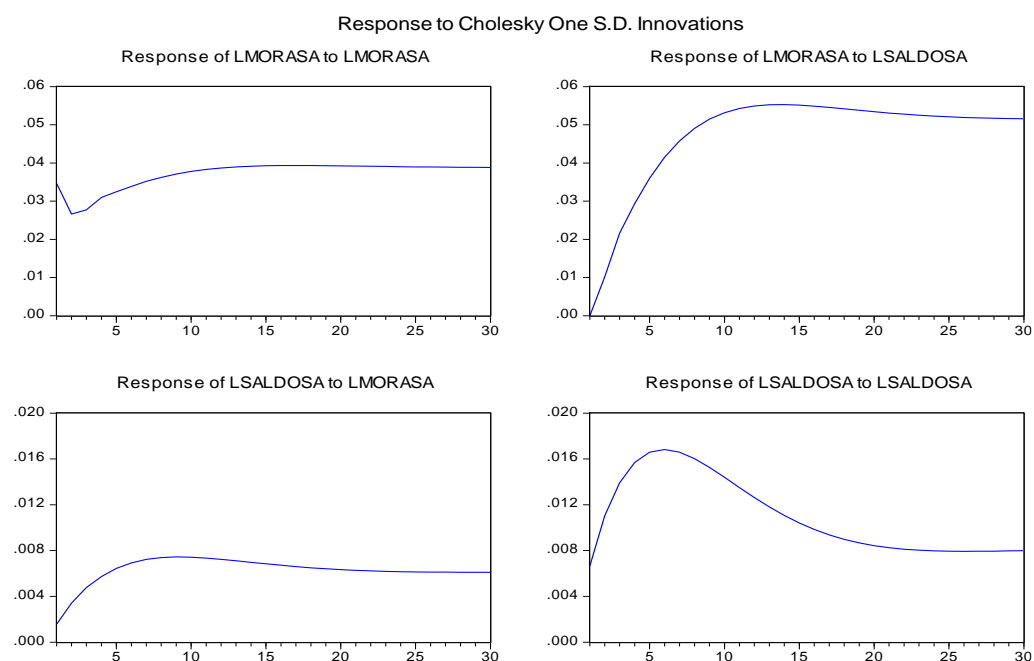 Response to Cholesky One S.D. Innovations
Response of LMORASA to LMORASA
.06
.05
.04
.03
.02
.01
.00
5 10 15 20 25 30
Response of LMORASA to LSALDOSA
.06
.05
.04
.03
.02
.01
.00
5 10 15 20 25 30
Response of LSALDOSA to LMORASA
.020
.016
.012
.008
.004
.000
5 10 15 20 25 30
Response of LSALDOSA to LSALDOSA
.020
.016
.012
.008
.004
.000
5 10 15 20 25 30